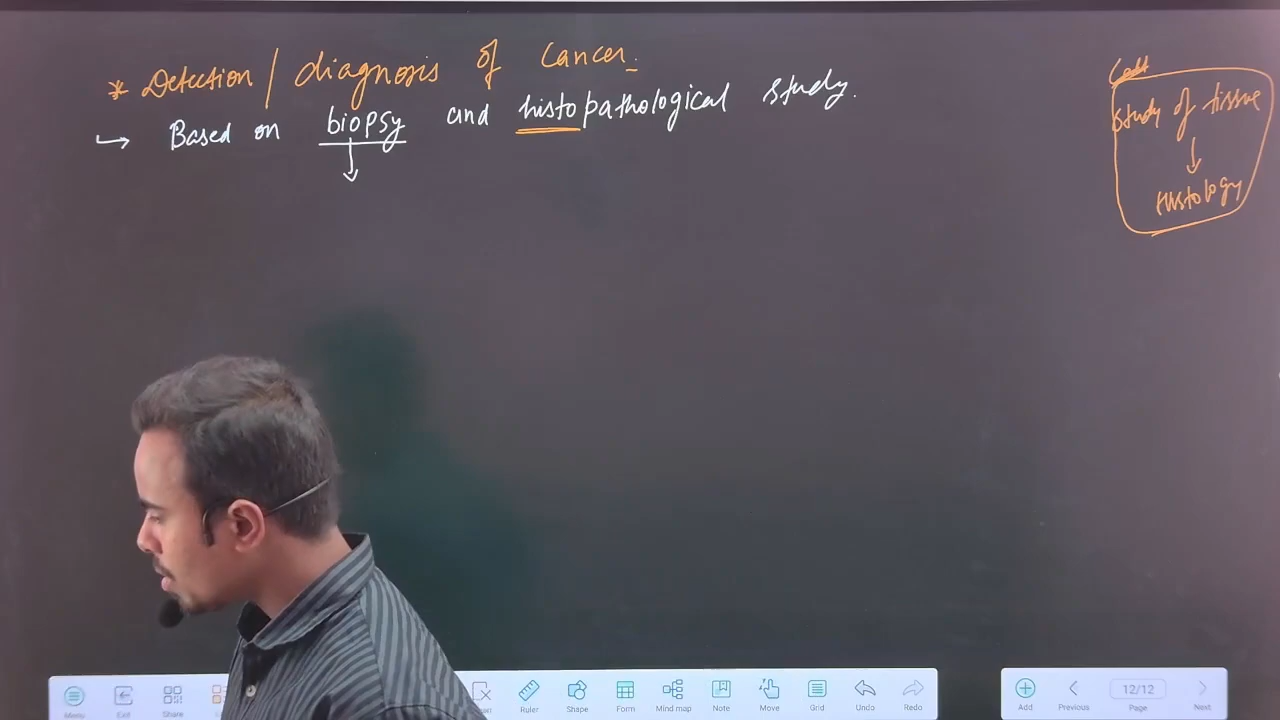 * Detection / diagnosis of Cancer.
↳ Based on biopsy and histopathological study.
Study of tissue
↓
Histology
Menu Exit Share Ruler Shape Form Mind map Note Move Grid Undo Redo
Add Previous 12/12 Page Next